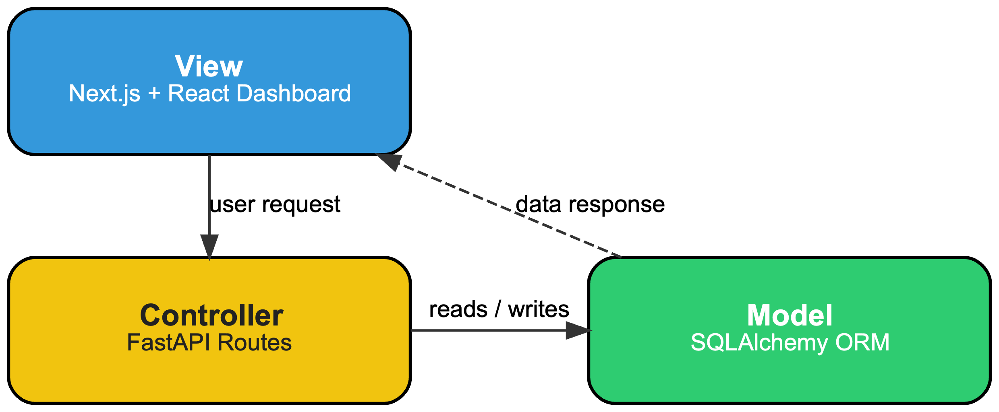 View
Next.js + React Dashboard
user request
data response
Controller
FastAPI Routes
reads / writes
Model
SQLAlchemy ORM